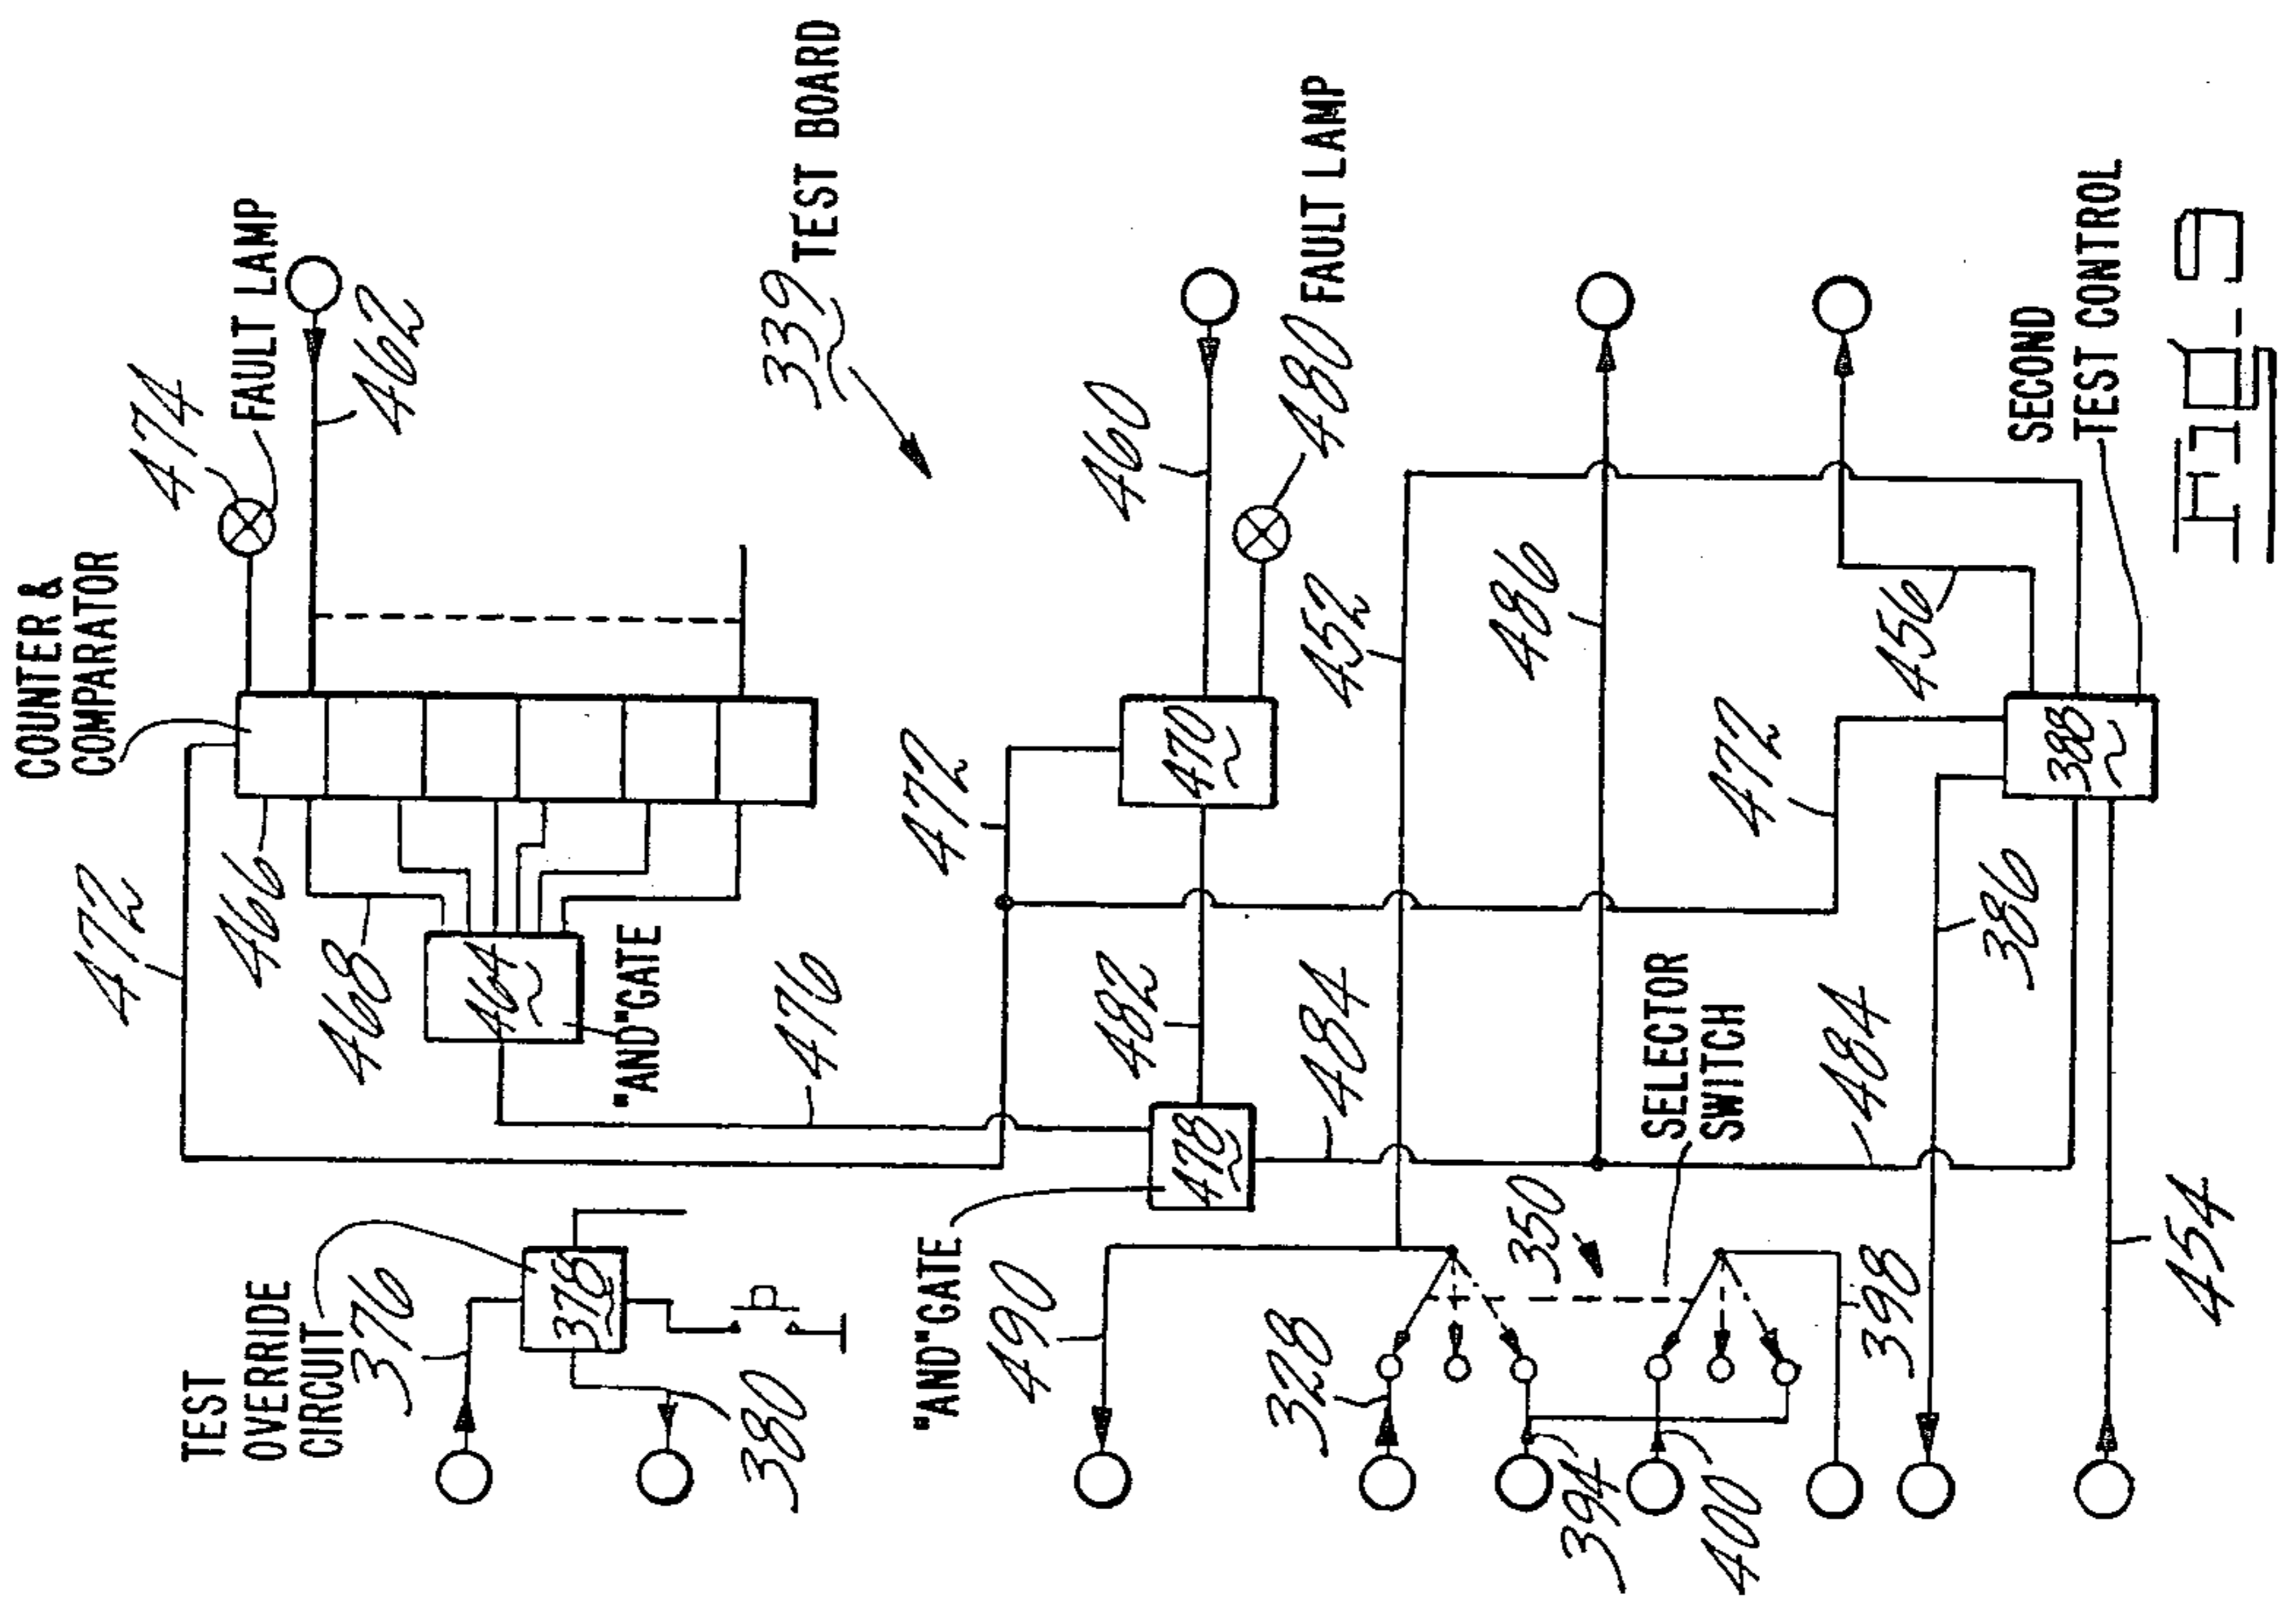 COUNTER &
COMPARATOR
474
FAULT LAMP
462
472
466
468
464
"AND" GATE
476
339
TEST BOARD
TEST
OVERRIDE
CIRCUIT
376
378
380
472
470
460
480
FAULT LAMP
482
478
"AND" GATE
484
452
486
490
328
350
SELECTOR
SWITCH
394
400
398
472
456
484
386
388
454
SECOND
TEST CONTROL
FIG-9